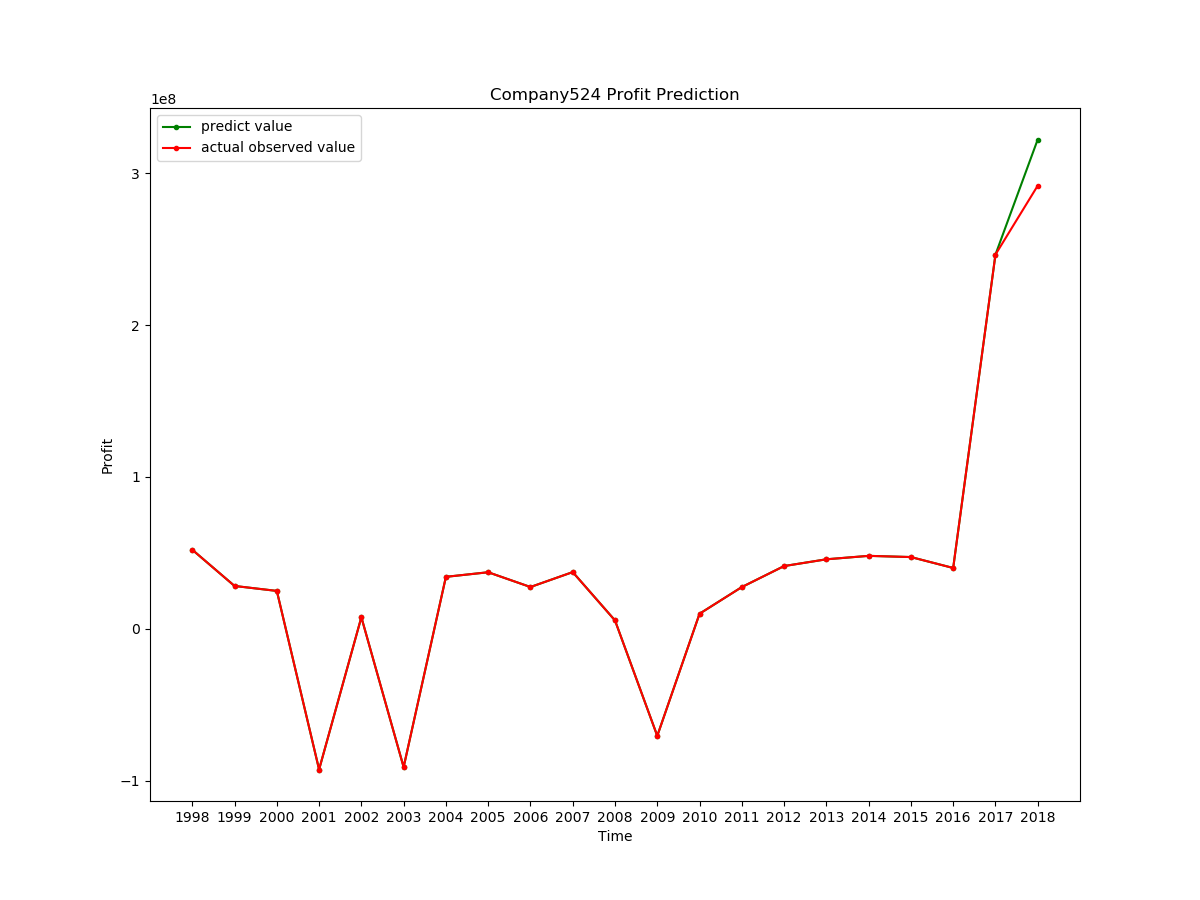 Company524 Profit Prediction
1e8
predict value
actual observed value
3
2
1
0
−1
Profit
1998 1999 2000 2001 2002 2003 2004 2005 2006 2007 2008 2009 2010 2011 2012 2013 2014 2015 2016 2017 2018
Time